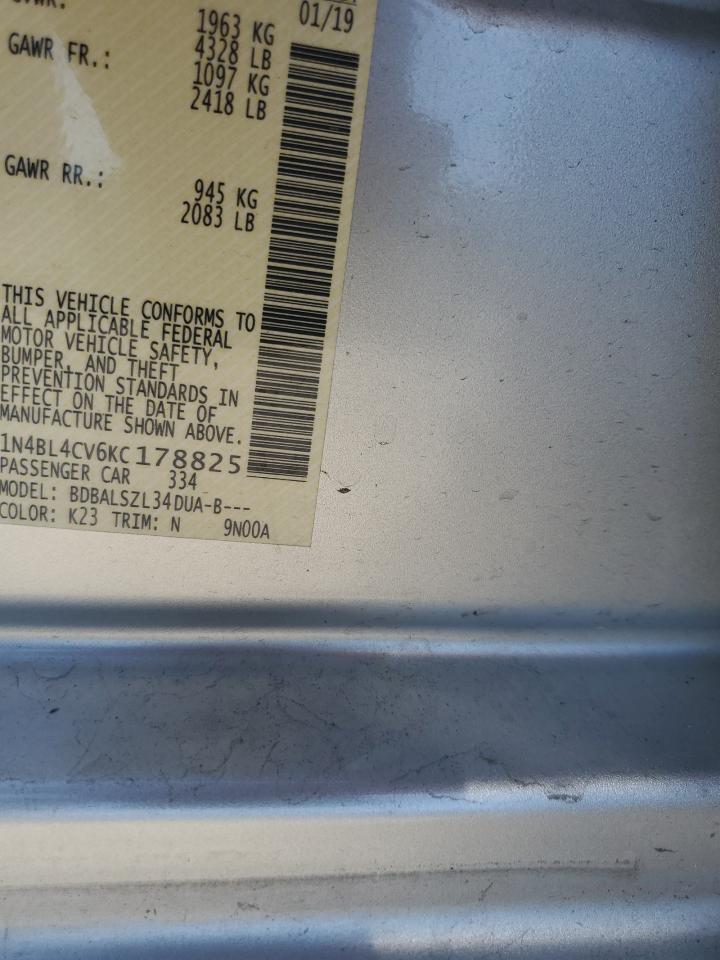 01/19
1963 KG
4328 LB
GAWR FR.: 1097 KG
2418 LB
GAWR RR.: 945 KG
2083 LB
THIS VEHICLE CONFORMS TO
ALL APPLICABLE FEDERAL
MOTOR VEHICLE SAFETY,
BUMPER, AND THEFT
PREVENTION STANDARDS IN
EFFECT ON THE DATE OF
MANUFACTURE SHOWN ABOVE.
1N4BL4CV6KC178825
PASSENGER CAR 334
MODEL: BDBALSZL34DUA-B---
COLOR: K23 TRIM: N 9N00A